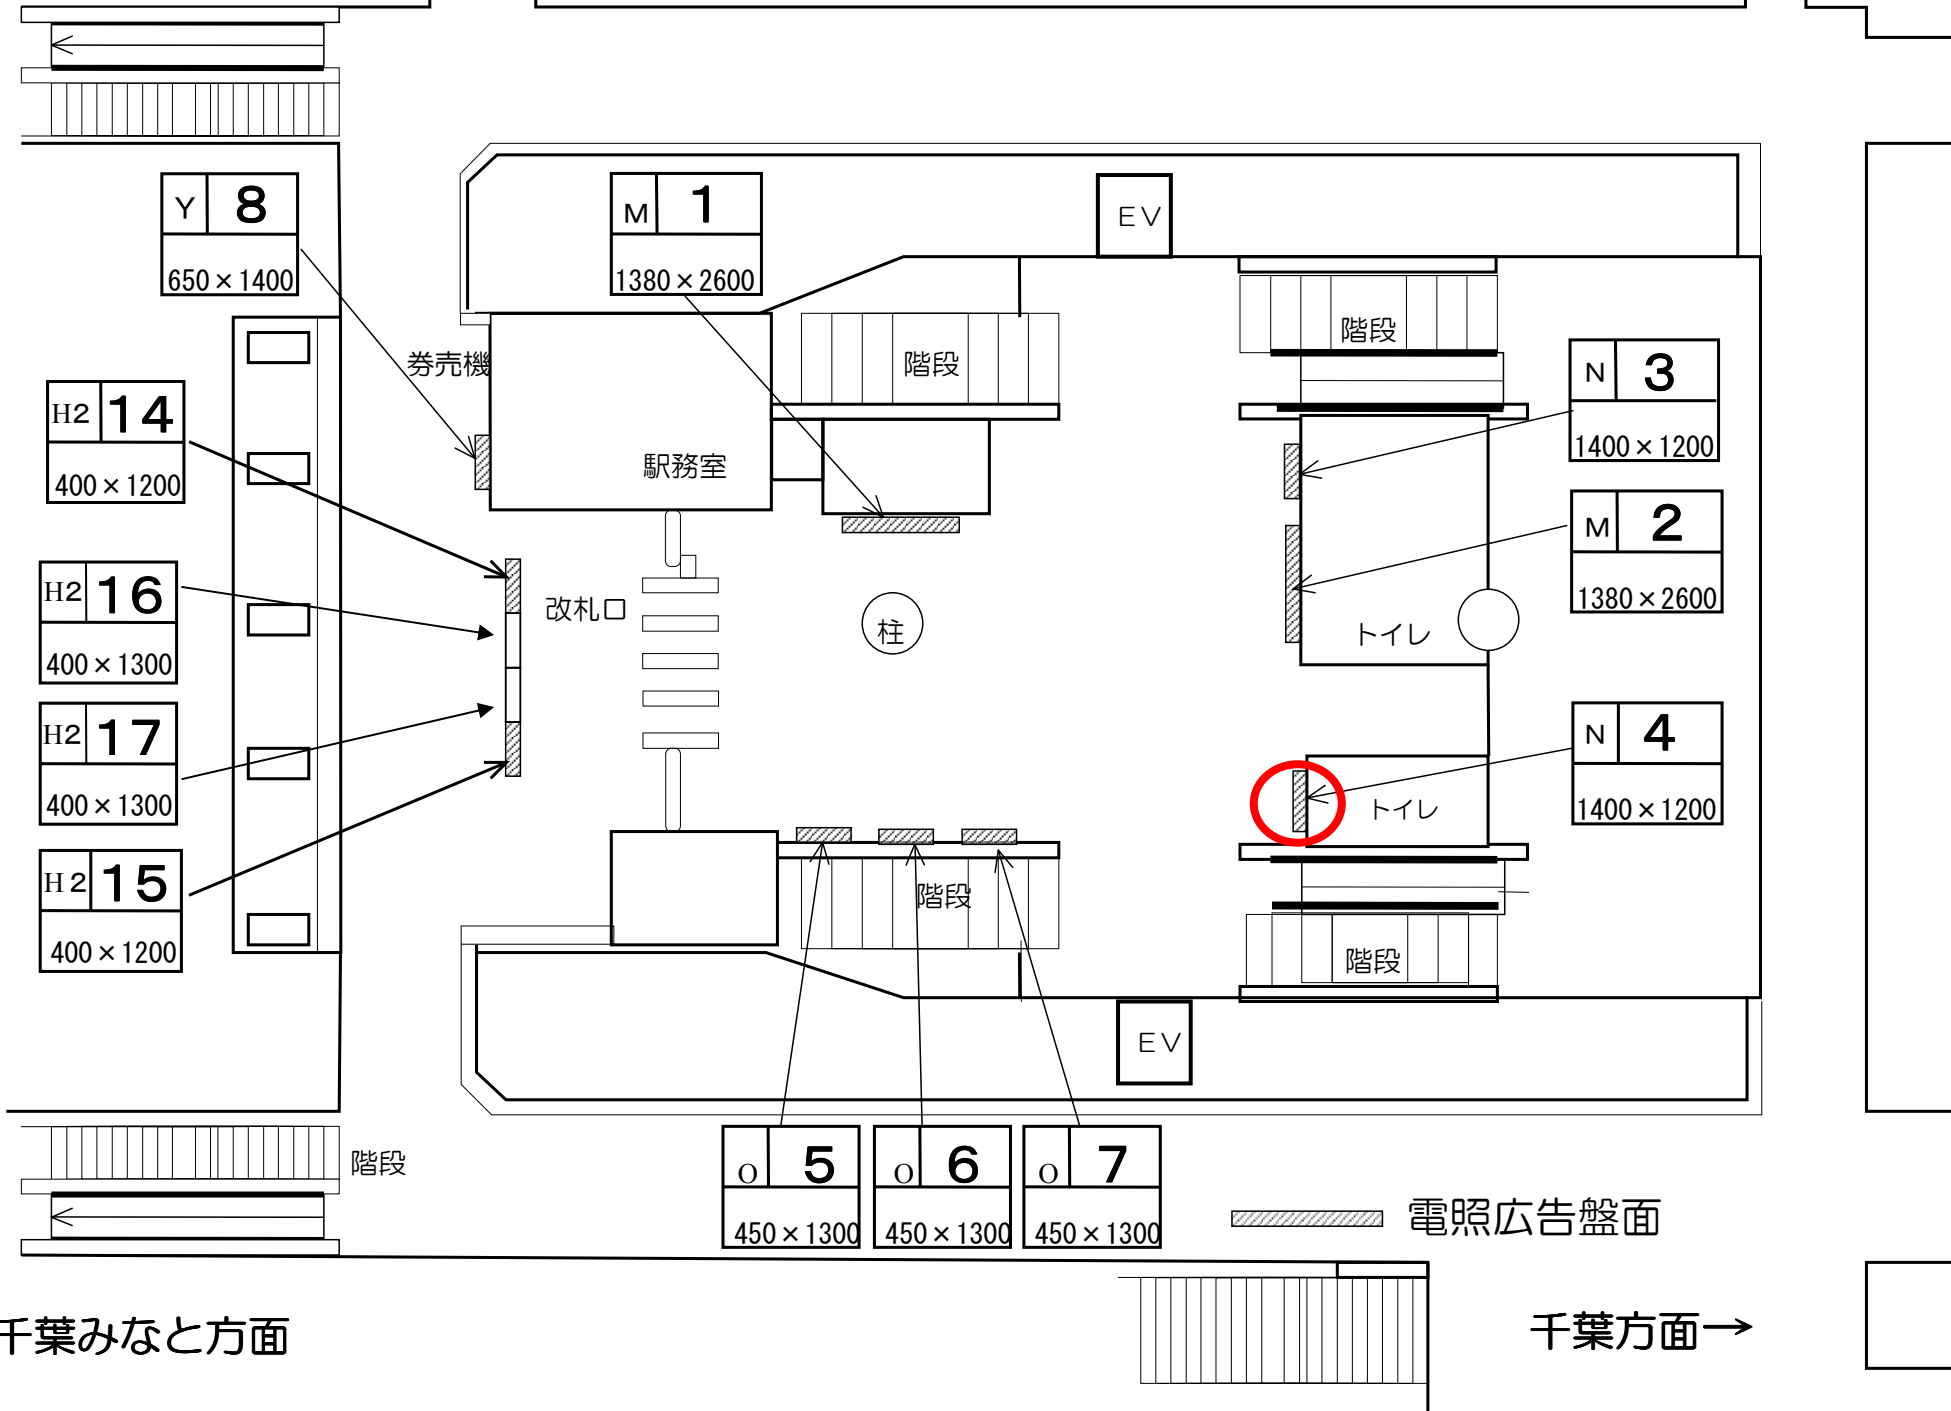 Y 8
650×1400
M 1
1380×2600
EV
階段
券売機
階段
N 3
1400×1200
H2 14
400×1200
駅務室
M 2
1380×2600
H2 16
400×1300
改札口
柱
トイレ
H2 17
400×1300
N 4
1400×1200
トイレ
H2 15
400×1200
階段
階段
EV
階段
O 5
450×1300
O 6
450×1300
O 7
450×1300
電照広告盤面
千葉みなと方面
千葉方面→